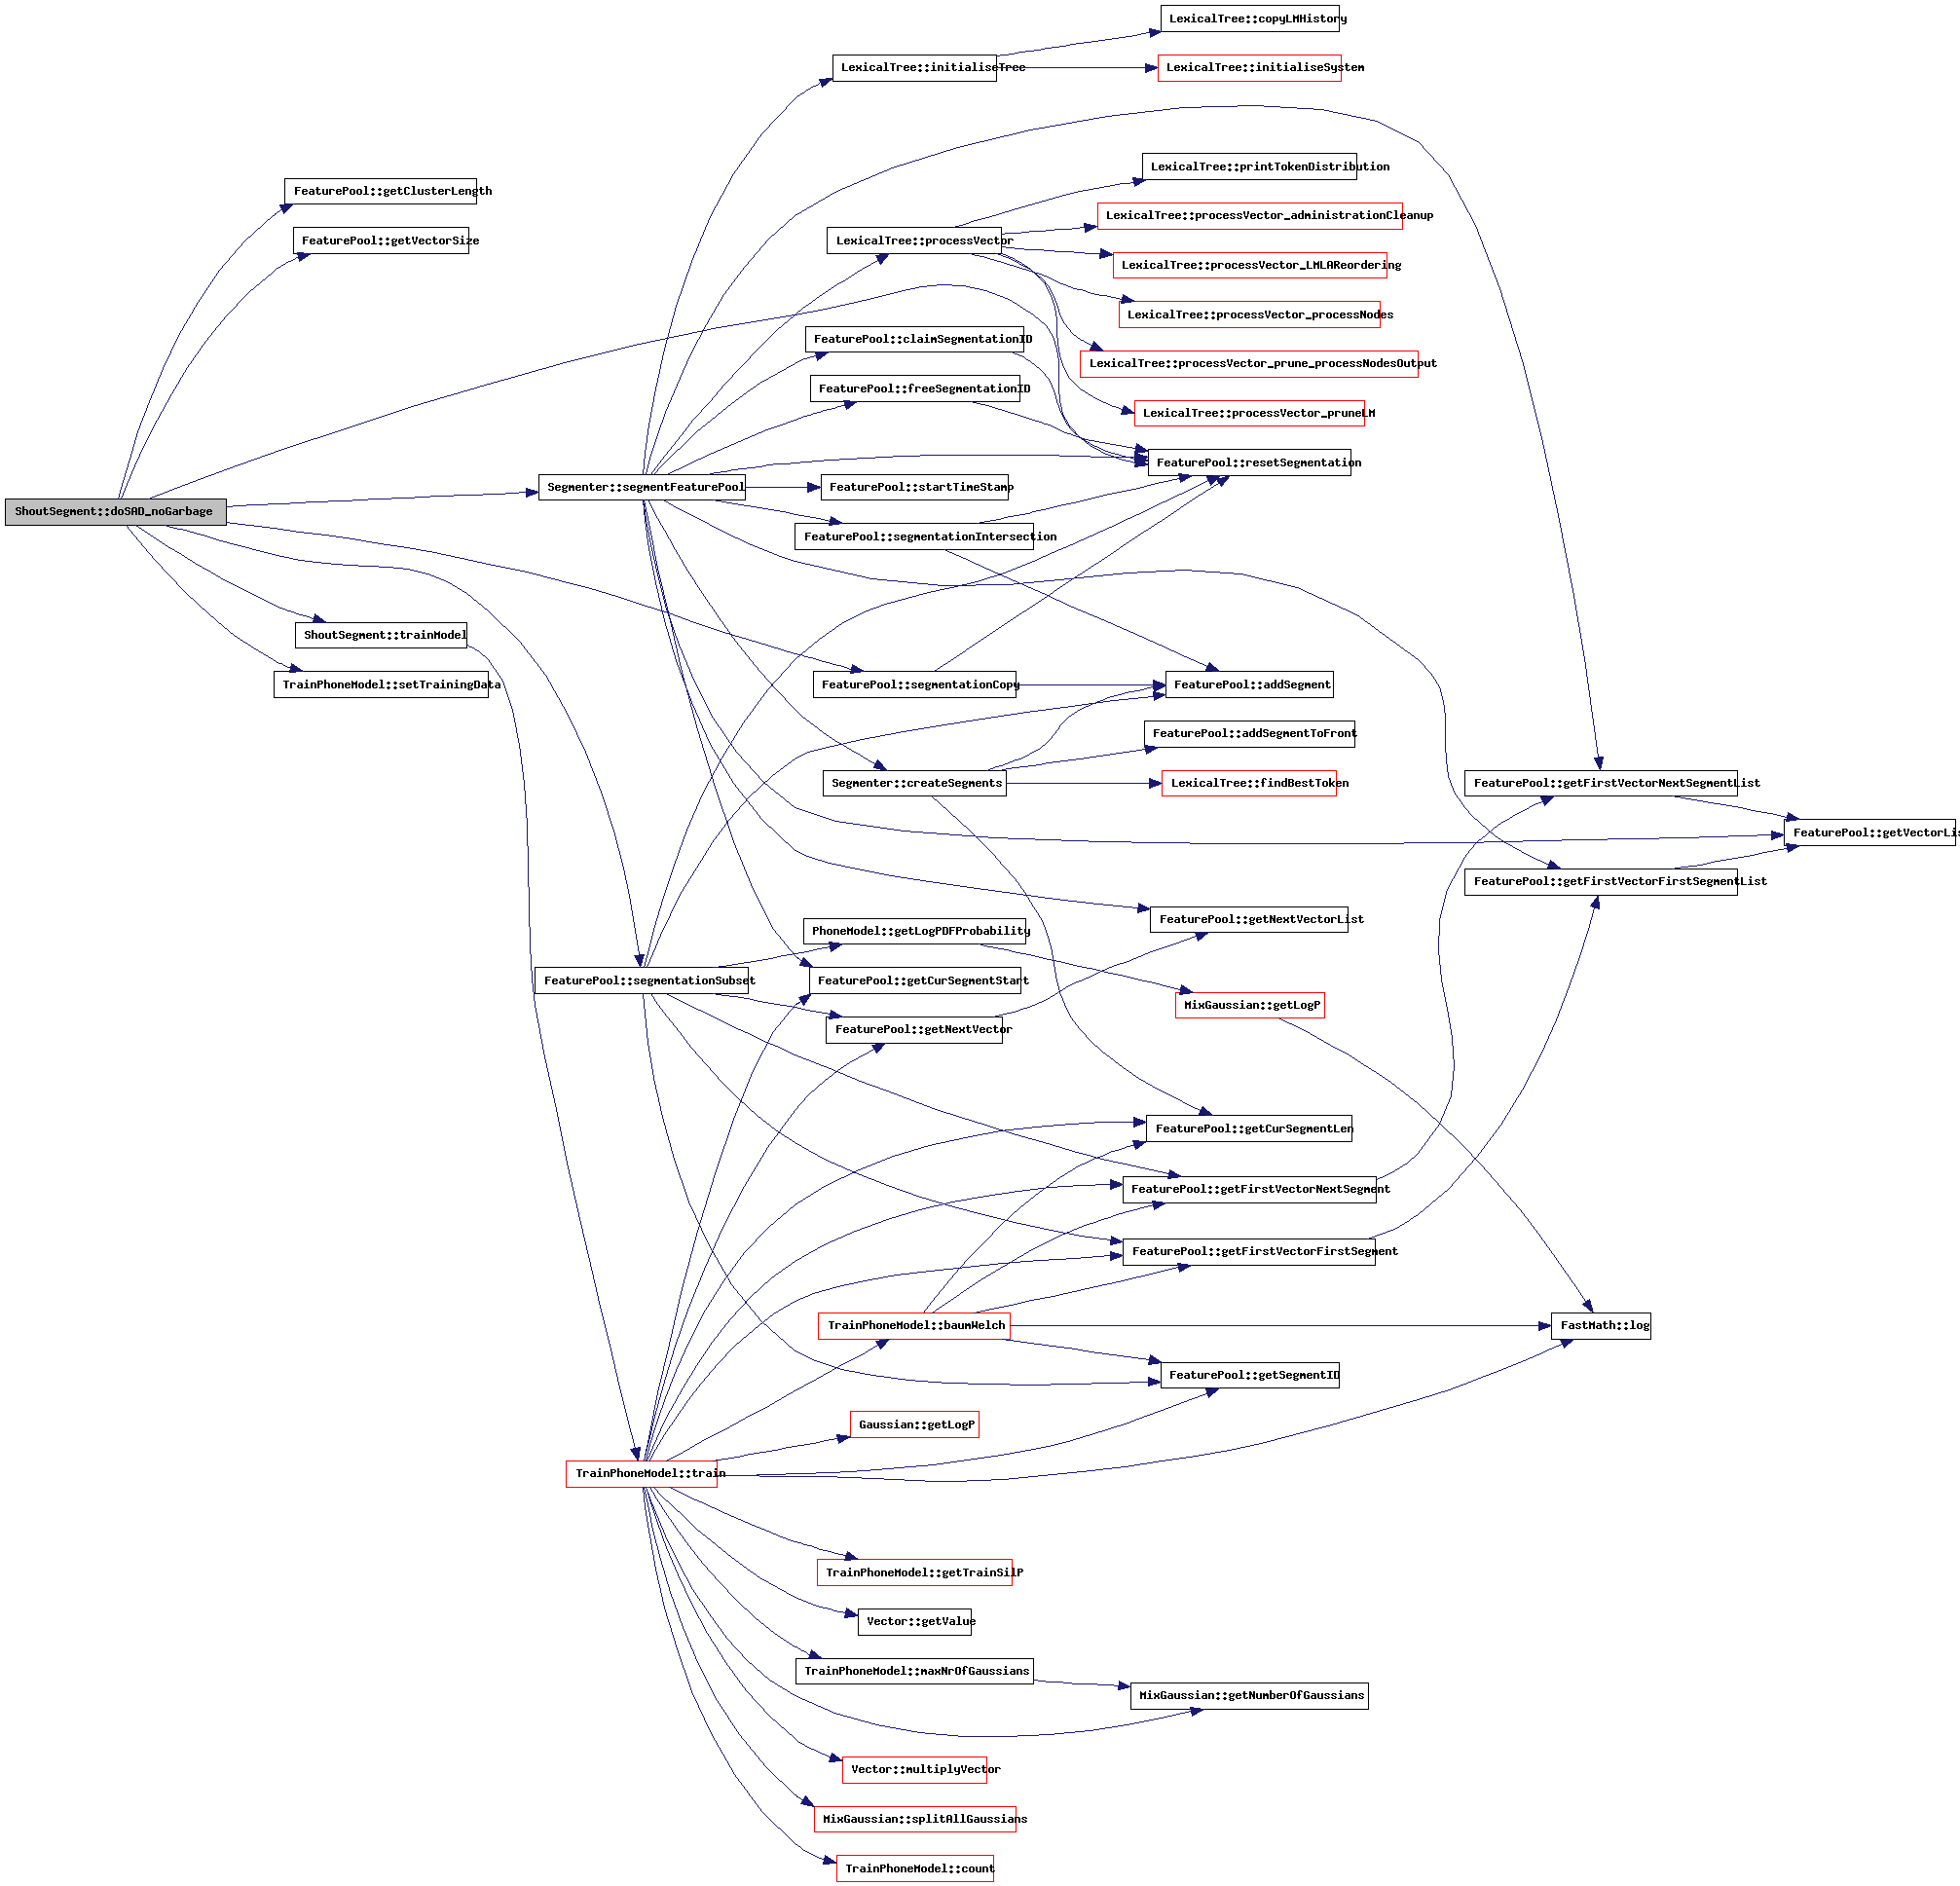 LexicalTree::copyLMHistory
LexicalTree::initialiseTree
LexicalTree::initialiseSystem
LexicalTree::printTokenDistribution
FeaturePool::getClusterLength
LexicalTree::processVector_administrationCleanup
FeaturePool::getVectorSize
LexicalTree::processVector
LexicalTree::processVector_LMLAReordering
LexicalTree::processVector_processNodes
FeaturePool::claimSegmentationID
LexicalTree::processVector_prune_processNodesOutput
FeaturePool::freeSegmentationID
LexicalTree::processVector_pruneLM
FeaturePool::resetSegmentation
Segmenter::segmentFeaturePool
FeaturePool::startTimeStamp
ShoutSegment::doSAD_noGarbage
FeaturePool::segmentationIntersection
ShoutSegment::trainModel
TrainPhoneModel::setTrainingData
FeaturePool::segmentationCopy
FeaturePool::addSegment
FeaturePool::addSegmentToFront
Segmenter::createSegments
LexicalTree::findBestToken
FeaturePool::getFirstVectorNextSegmentList
FeaturePool::getVectorLis
FeaturePool::getFirstVectorFirstSegmentList
FeaturePool::getNextVectorList
PhoneModel::getLogPDFProbability
FeaturePool::segmentationSubset
FeaturePool::getCurSegmentStart
MixGaussian::getLogP
FeaturePool::getNextVector
FeaturePool::getCurSegmentLen
FeaturePool::getFirstVectorNextSegment
FeaturePool::getFirstVectorFirstSegment
TrainPhoneModel::baumWelch
FastMath::log
FeaturePool::getSegmentID
Gaussian::getLogP
TrainPhoneModel::train
TrainPhoneModel::getTrainSilP
Vector::getValue
TrainPhoneModel::maxNrOfGaussians
MixGaussian::getNumberOfGaussians
Vector::multiplyVector
MixGaussian::splitAllGaussians
TrainPhoneModel::count